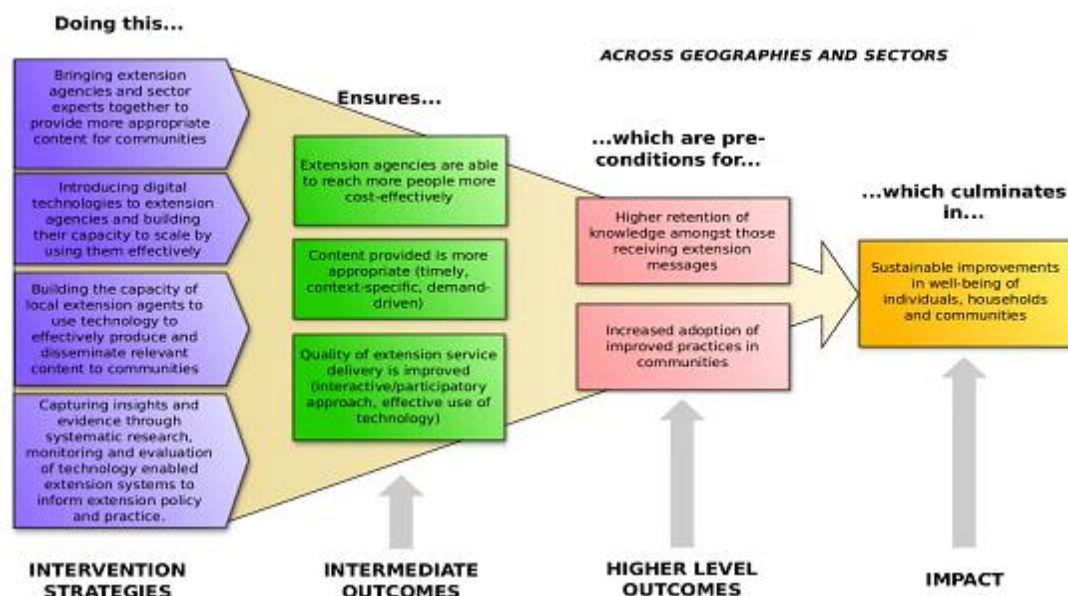 Doing this...
Bringing extension
agencies and sector
experts together to
provide more appropriate
content for communities
Introducing digital
technologies to extension
agencies and building
their capacity to scale by
using them effectively
Building the capacity of
local extension agents to
use technology to
effectively produce and
disseminate relevant
content to communities
Capturing insights and
evidence through
systematic research,
monitoring and evaluation
of technology enabled
extension systems to
inform extension policy
and practice.
INTERVENTION
STRATEGIES
Ensures...
Extension agencies are able
to reach more people more
cost-effectively
Content provided is more
appropriate (timely,
context-specific, demand-
driven)
Quality of extension service
delivery is improved
(interactive/participatory
approach, effective use of
technology)
INTERMEDIATE
OUTCOMES
ACROSS GEOGRAPHIES AND SECTORS
...which are pre-
conditions for...
Higher retention of
knowledge amongst those
receiving extension
messages
Increased adoption of
improved practices in
communities
HIGHER LEVEL
OUTCOMES
...which culminates
in...
Sustainable improvements
in well-being of
individuals, households
and communities
IMPACT